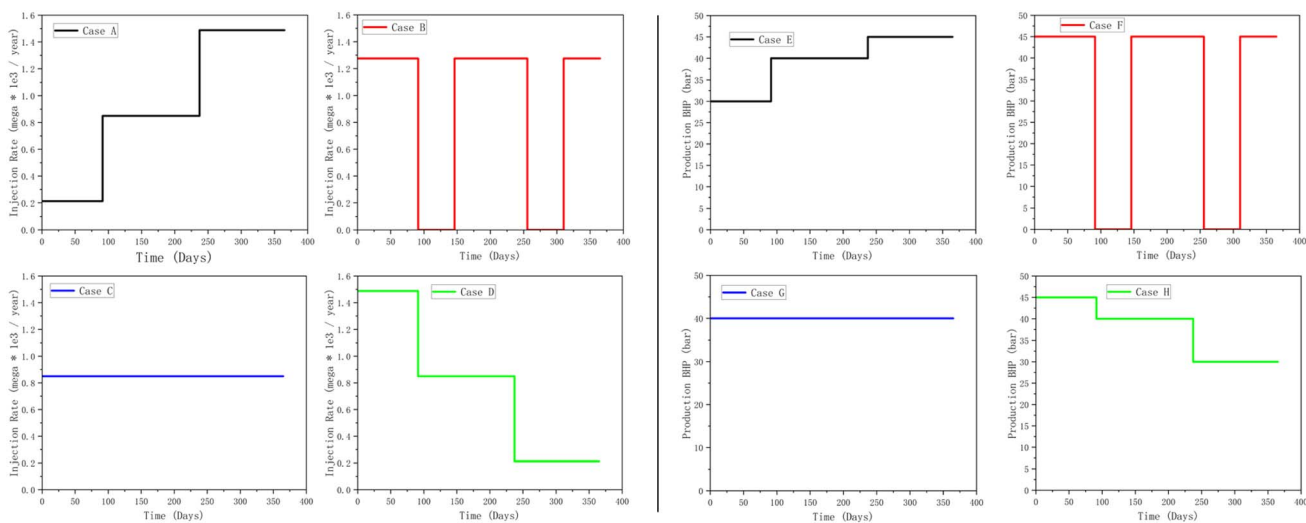 Case A
Injection Rate (mega * 1e3 / year)
1.6
1.4
1.2
1.0
0.8
0.6
0.4
0.2
0.0
0 50 100 150 200 250 300 350 400
Time (Days)
Case B
Injection Rate (mega * 1e3 / year)
1.6
1.4
1.2
1.0
0.8
0.6
0.4
0.2
0.0
0 50 100 150 200 250 300 350 400
Time (Days)
Case E
Production BHP (bar)
50
45
40
35
30
25
20
15
10
5
0
0 50 100 150 200 250 300 350 400
Time (Days)
Case F
Production BHP (bar)
50
45
40
35
30
25
20
15
10
5
0
0 50 100 150 200 250 300 350 400
Time (Days)
Case C
Injection Rate (mega * 1e3 / year)
1.6
1.4
1.2
1.0
0.8
0.6
0.4
0.2
0.0
0 50 100 150 200 250 300 350 400
Time (Days)
Case D
Injection Rate (mega * 1e3 / year)
1.6
1.4
1.2
1.0
0.8
0.6
0.4
0.2
0.0
0 50 100 150 200 250 300 350 400
Time (Days)
Case G
Production BHP (bar)
50
45
40
35
30
25
20
15
10
5
0
0 50 100 150 200 250 300 350 400
Time (Days)
Case H
Production BHP (bar)
50
45
40
35
30
25
20
15
10
5
0
0 50 100 150 200 250 300 350 400
Time (Days)